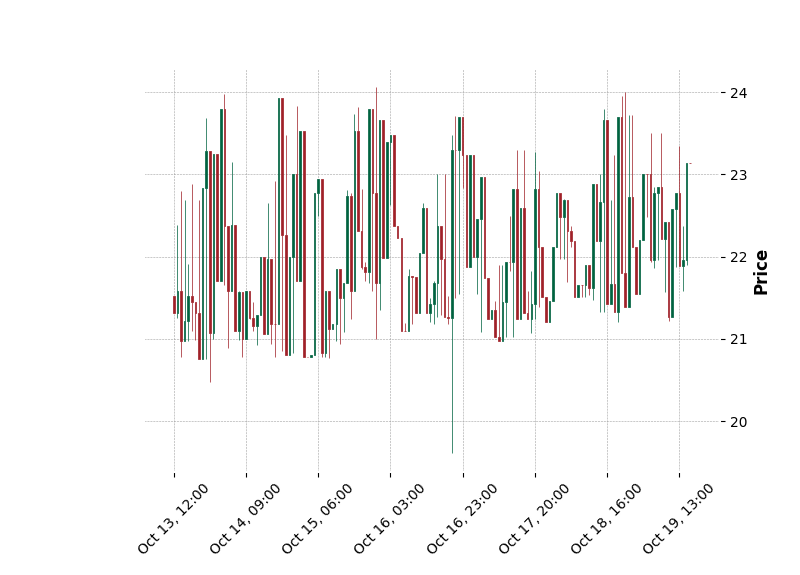 24
23
22
21
20
Price
Oct 13, 12:00
Oct 14, 09:00
Oct 15, 06:00
Oct 16, 03:00
Oct 16, 23:00
Oct 17, 20:00
Oct 18, 16:00
Oct 19, 13:00